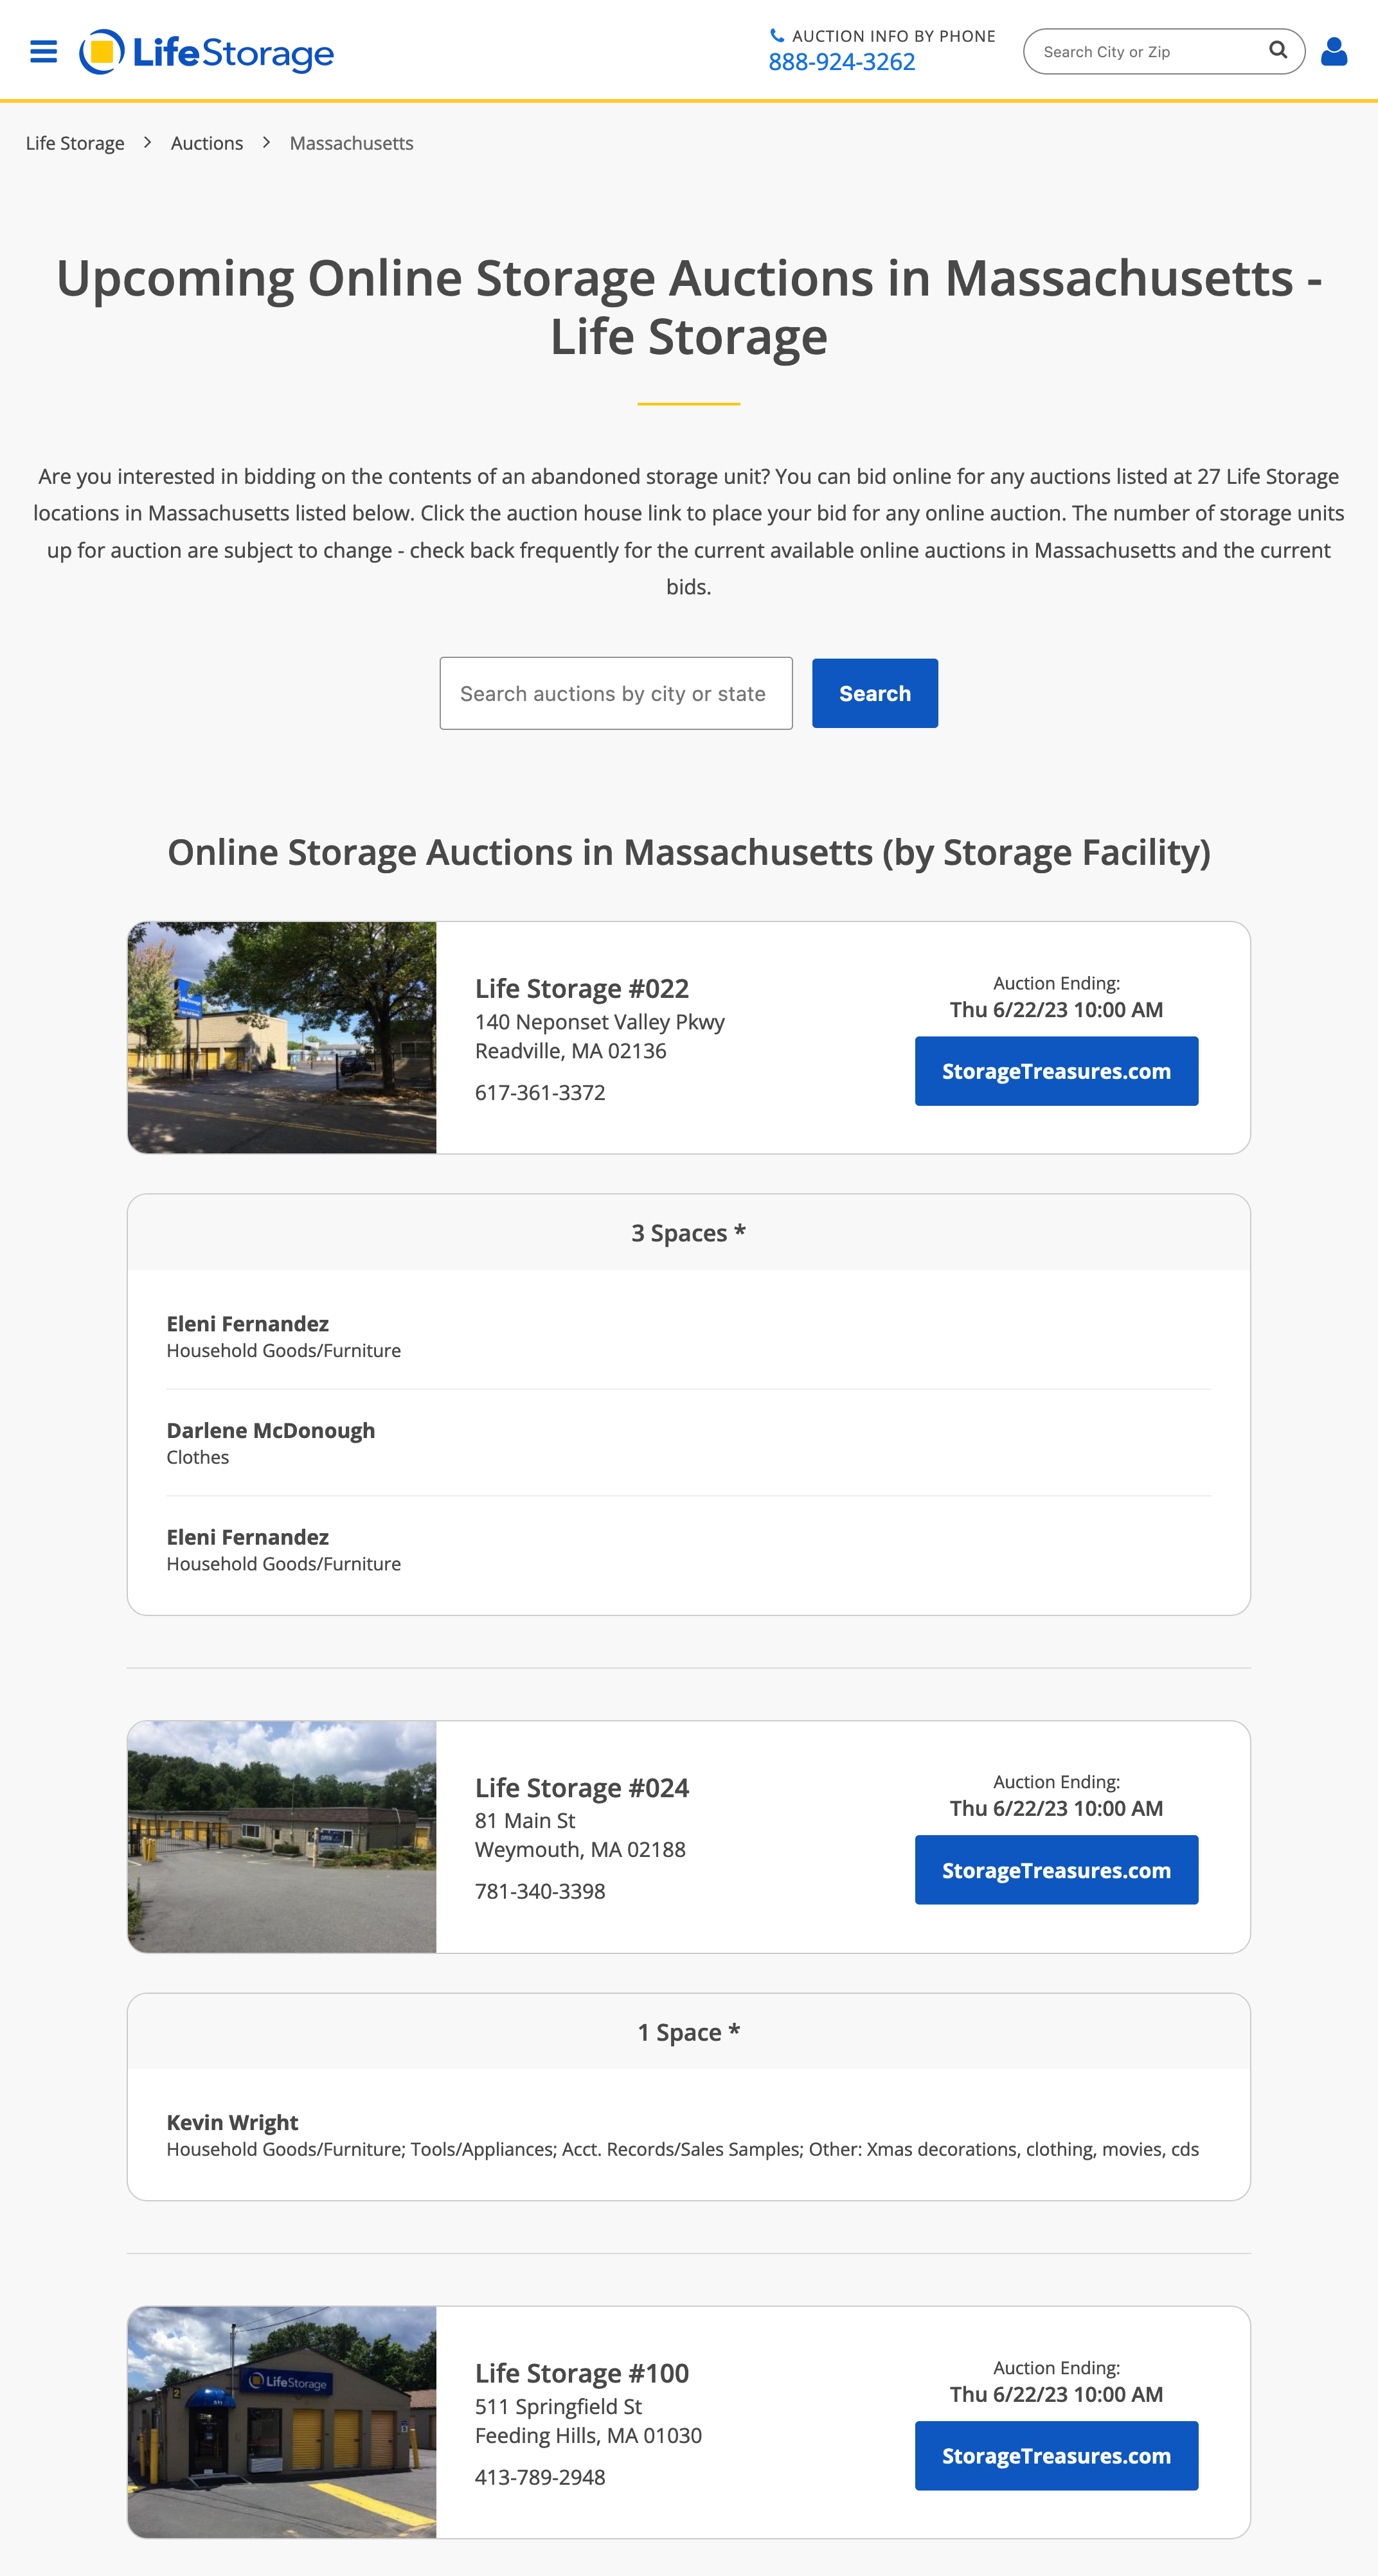 LifeStorage
AUCTION INFO BY PHONE
888-924-3262
Search City or Zip
Life Storage > Auctions > Massachusetts
Upcoming Online Storage Auctions in Massachusetts -
Life Storage
Are you interested in bidding on the contents of an abandoned storage unit? You can bid online for any auctions listed at 27 Life Storage
locations in Massachusetts listed below. Click the auction house link to place your bid for any online auction. The number of storage units
up for auction are subject to change - check back frequently for the current available online auctions in Massachusetts and the current
bids.
Search auctions by city or state
Search
Online Storage Auctions in Massachusetts (by Storage Facility)
Life Storage #022
140 Neponset Valley Pkwy
Readville, MA 02136
617-361-3372
Auction Ending:
Thu 6/22/23 10:00 AM
StorageTreasures.com
3 Spaces *
Eleni Fernandez
Household Goods/Furniture
Darlene McDonough
Clothes
Eleni Fernandez
Household Goods/Furniture
Life Storage #024
81 Main St
Weymouth, MA 02188
781-340-3398
Auction Ending:
Thu 6/22/23 10:00 AM
StorageTreasures.com
1 Space *
Kevin Wright
Household Goods/Furniture; Tools/Appliances; Acct. Records/Sales Samples; Other: Xmas decorations, clothing, movies, cds
LifeStorage
Life Storage #100
511 Springfield St
Feeding Hills, MA 01030
413-789-2948
Auction Ending:
Thu 6/22/23 10:00 AM
StorageTreasures.com